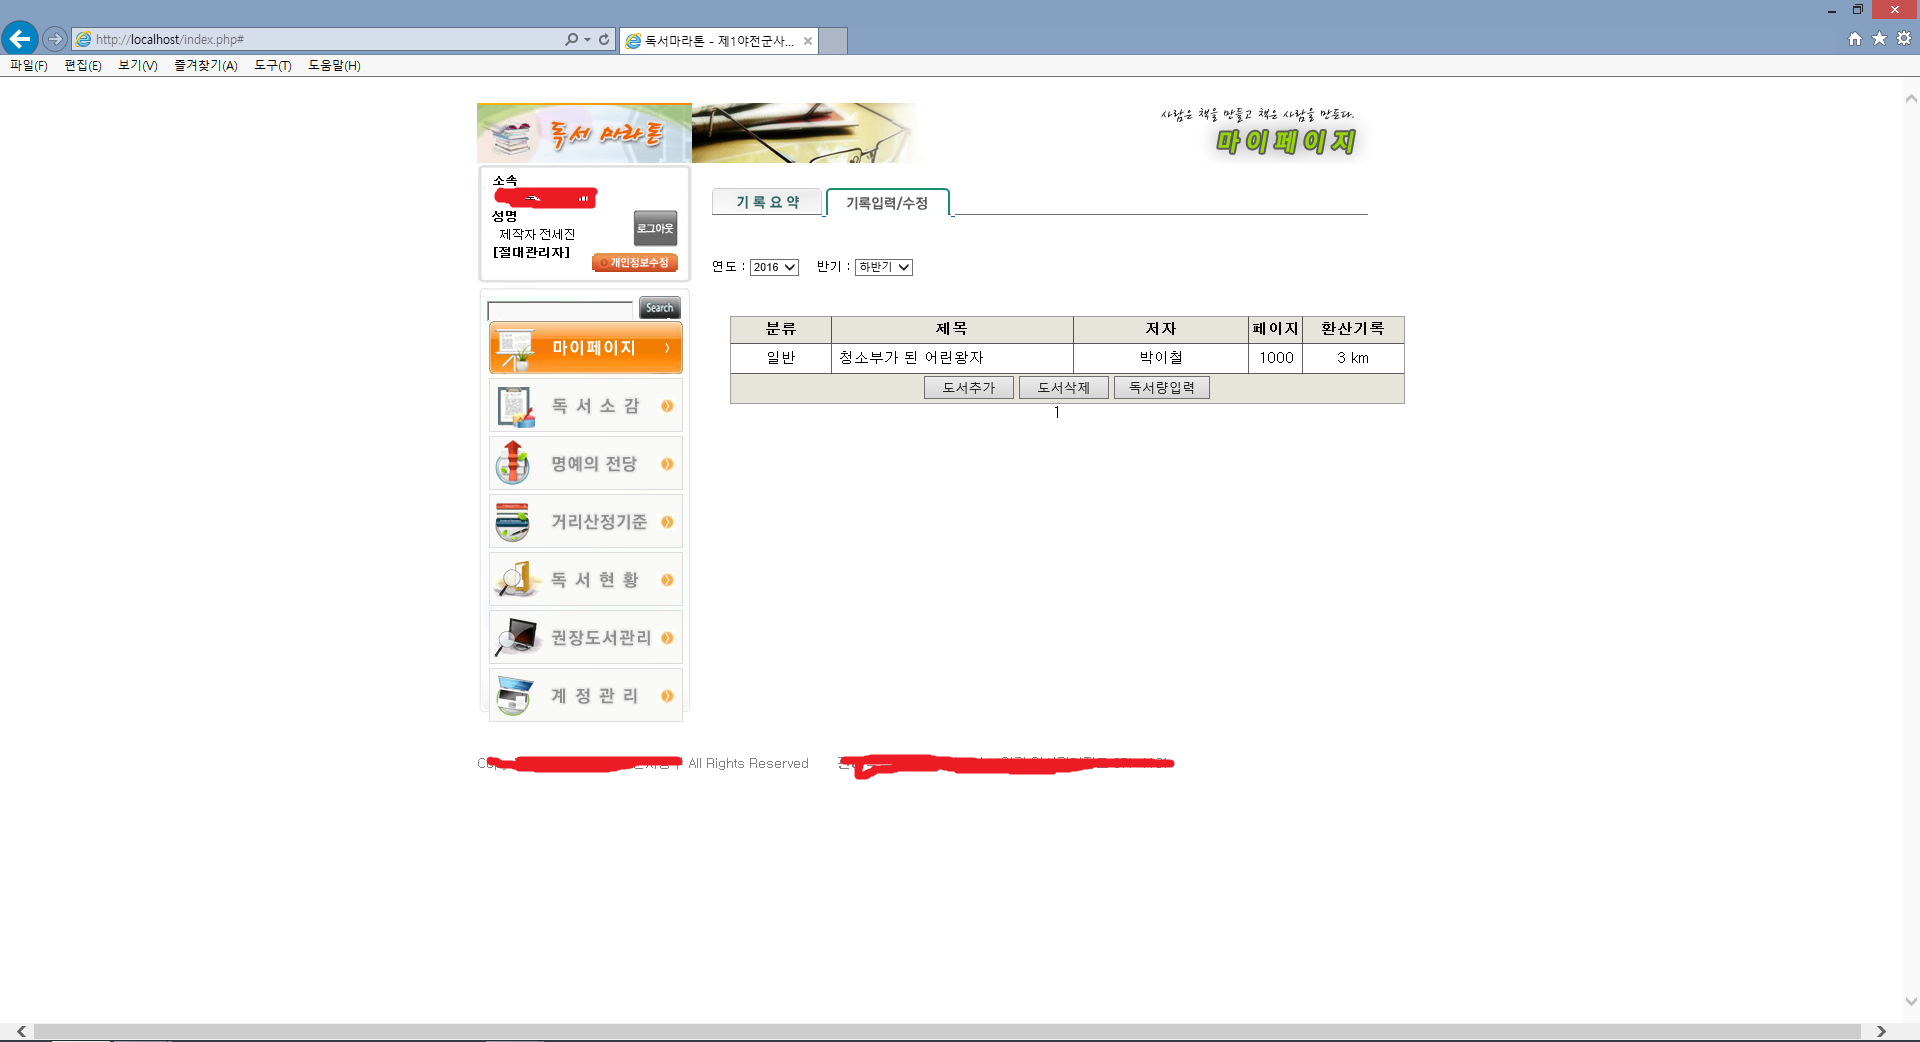 http://localhost/index.php#
독서마라톤 - 제1야전군사...
파일(F) 편집(E) 보기(V) 즐겨찾기(A) 도구(T) 도움말(H)
독서 마라톤
사람은 책을 만들고 책은 사람을 만든다.
마이페이지
소속
성명
제작자 전세진
[절대관리자]
로그아웃
개인정보수정
기록요약
기록입력/수정
연도 : 2016 반기 : 하반기
Search
마이페이지
독서소감
명예의 전당
거리산정기준
독서현황
권장도서관리
계정관리
분류 제목 저자 페이지 환산기록
일반 청소부가 된 어린왕자 박이철 1000 3 km
도서추가 도서삭제 독서량입력
1
All Rights Reserved